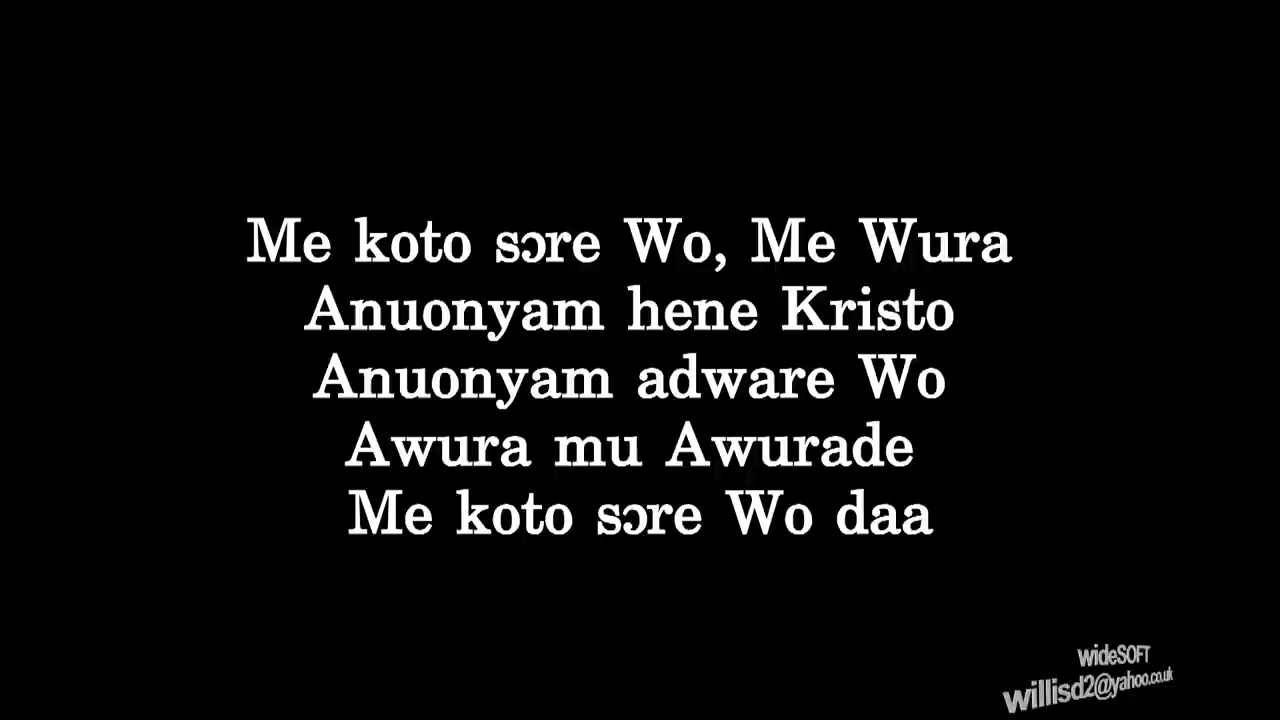 Me koto sɔre Wo, Me Wura
Anuonyam hene Kristo
Anuonyam adware Wo
Awura mu Awurade
Me koto sɔre Wo daa
wideSOFT
willisd2@yahoo.co.uk